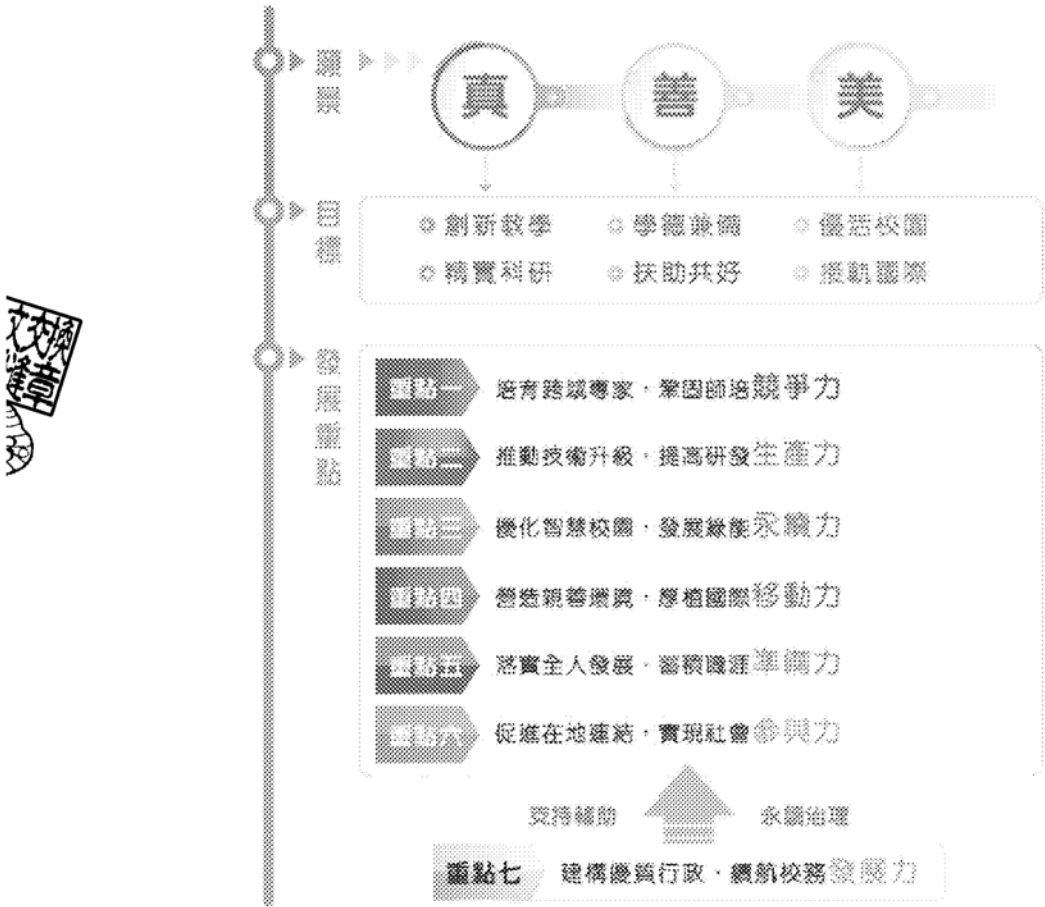 願景
真 善 美
目標
創新教學 學德兼備 優活校園
精實科研 扶助共好 接軌國際
發展重點
重點一 培育跨域專家,鞏固師培競爭力
重點二 推動技術升級,提高研發生產力
重點三 優化智慧校園,發展綠能永續力
重點四 營造親善環境,厚植國際移動力
重點五 落實全人發展,蓄積職涯準備力
重點六 促進在地連結,實現社會參與力
支持輔助 永續治理
重點七 建構優質行政,續航校務發展力
交換
縫章